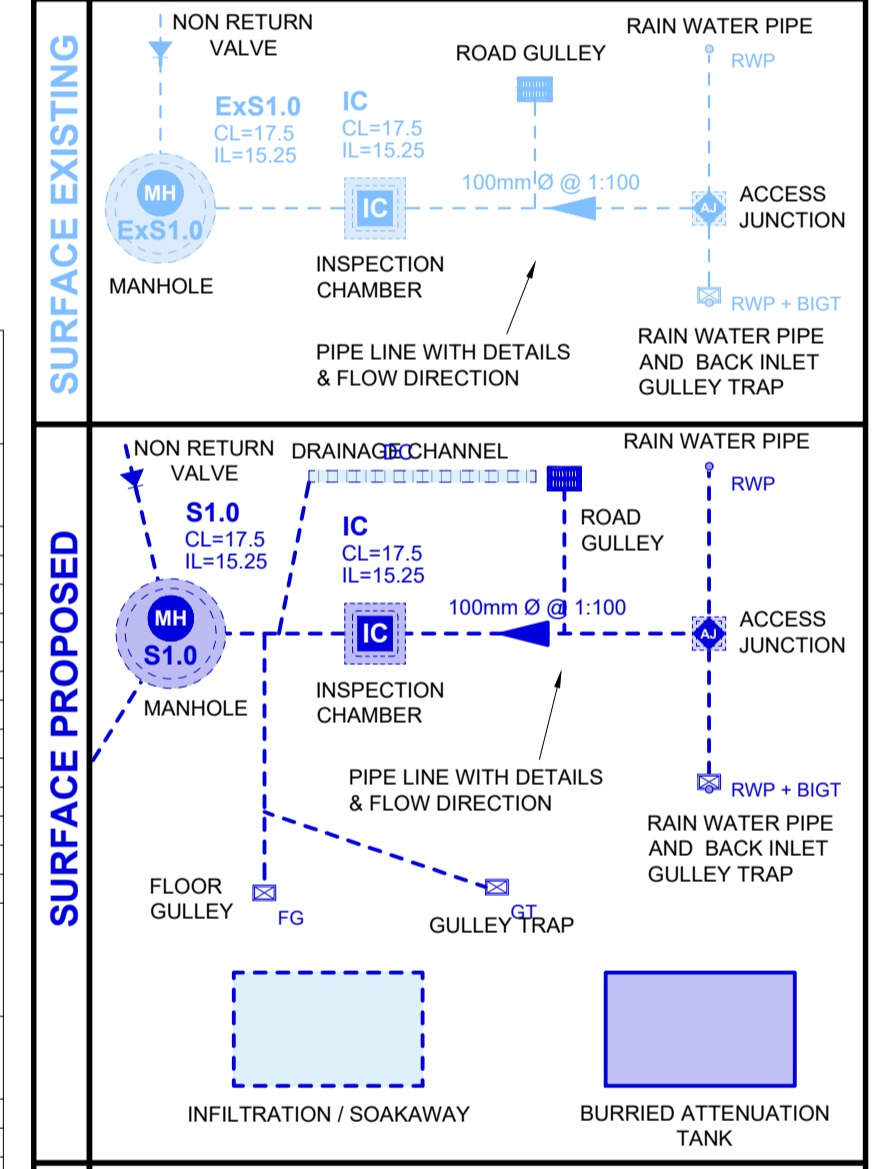 SURFACE EXISTING
NON RETURN
VALVE
RAIN WATER PIPE
RWP
ROAD GULLEY
ExS1.0
CL=17.5
IL=15.25
IC
CL=17.5
IL=15.25
100mm Ø @ 1:100
MH
ExS1.0
IC
AJ
ACCESS
JUNCTION
MANHOLE
INSPECTION
CHAMBER
RWP + BIGT
PIPE LINE WITH DETAILS
& FLOW DIRECTION
RAIN WATER PIPE
AND BACK INLET
GULLEY TRAP
SURFACE PROPOSED
NON RETURN
VALVE
DRAINAGE CHANNEL
DC
RAIN WATER PIPE
RWP
S1.0
CL=17.5
IL=15.25
IC
CL=17.5
IL=15.25
ROAD
GULLEY
100mm Ø @ 1:100
MH
S1.0
IC
AJ
ACCESS
JUNCTION
MANHOLE
INSPECTION
CHAMBER
PIPE LINE WITH DETAILS
& FLOW DIRECTION
RWP + BIGT
RAIN WATER PIPE
AND BACK INLET
GULLEY TRAP
FLOOR
GULLEY
FG
GT
GULLEY TRAP
INFILTRATION / SOAKAWAY
BURRIED ATTENUATION
TANK